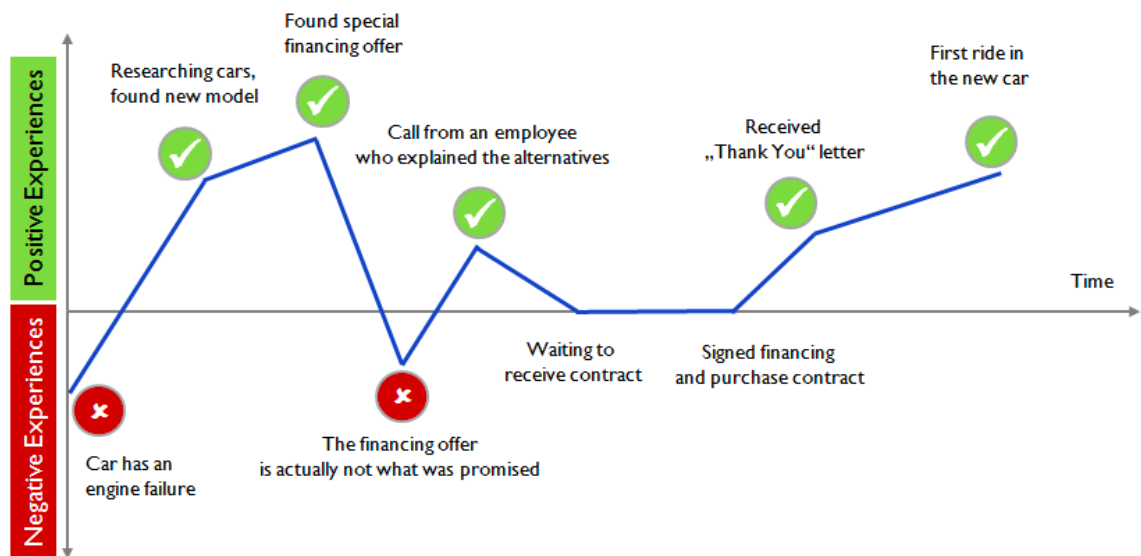 Positive Experiences
Negative Experiences
Car has an
engine failure
Researching cars,
found new model
Found special
financing offer
The financing offer
is actually not what was promised
Call from an employee
who explained the alternatives
Waiting to
receive contract
Signed financing
and purchase contract
Received
„Thank You“ letter
First ride in
the new car
Time